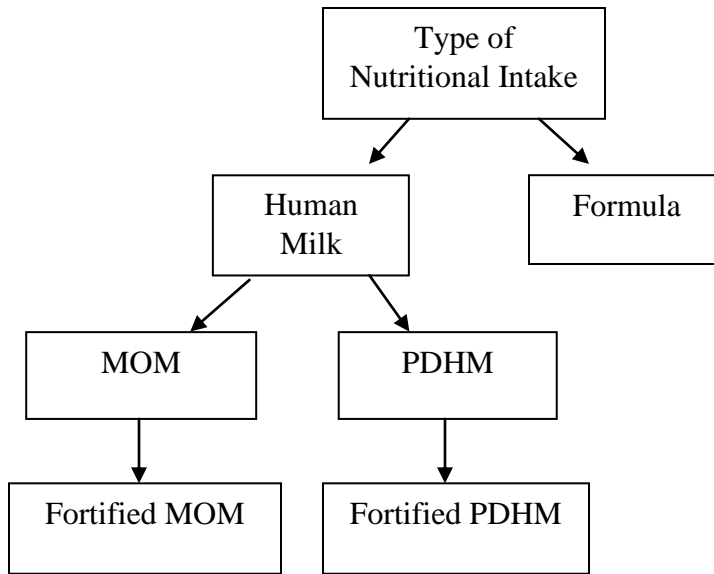 Type of
Nutritional Intake
Human
Milk
Formula
MOM
PDHM
Fortified MOM
Fortified PDHM